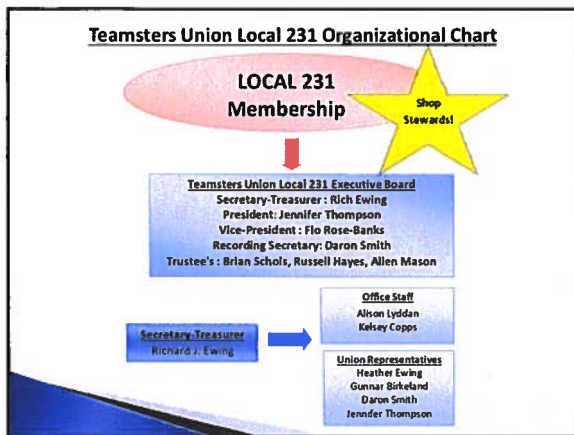 Teamsters Union Local 231 Organizational Chart
LOCAL 231
Membership
Shop
Stewards!
Teamsters Union Local 231 Executive Board
Secretary-Treasurer : Rich Ewing
President: Jennifer Thompson
Vice-President : Flo Rose-Banks
Recording Secretary: Daron Smith
Trustee's : Brian Schols, Russell Hayes, Allen Mason
Office Staff
Alison Lyddan
Kelsey Copps
Secretary-Treasurer
Richard J. Ewing
Union Representatives
Heather Ewing
Gunnar Birkeland
Daron Smith
Jennifer Thompson